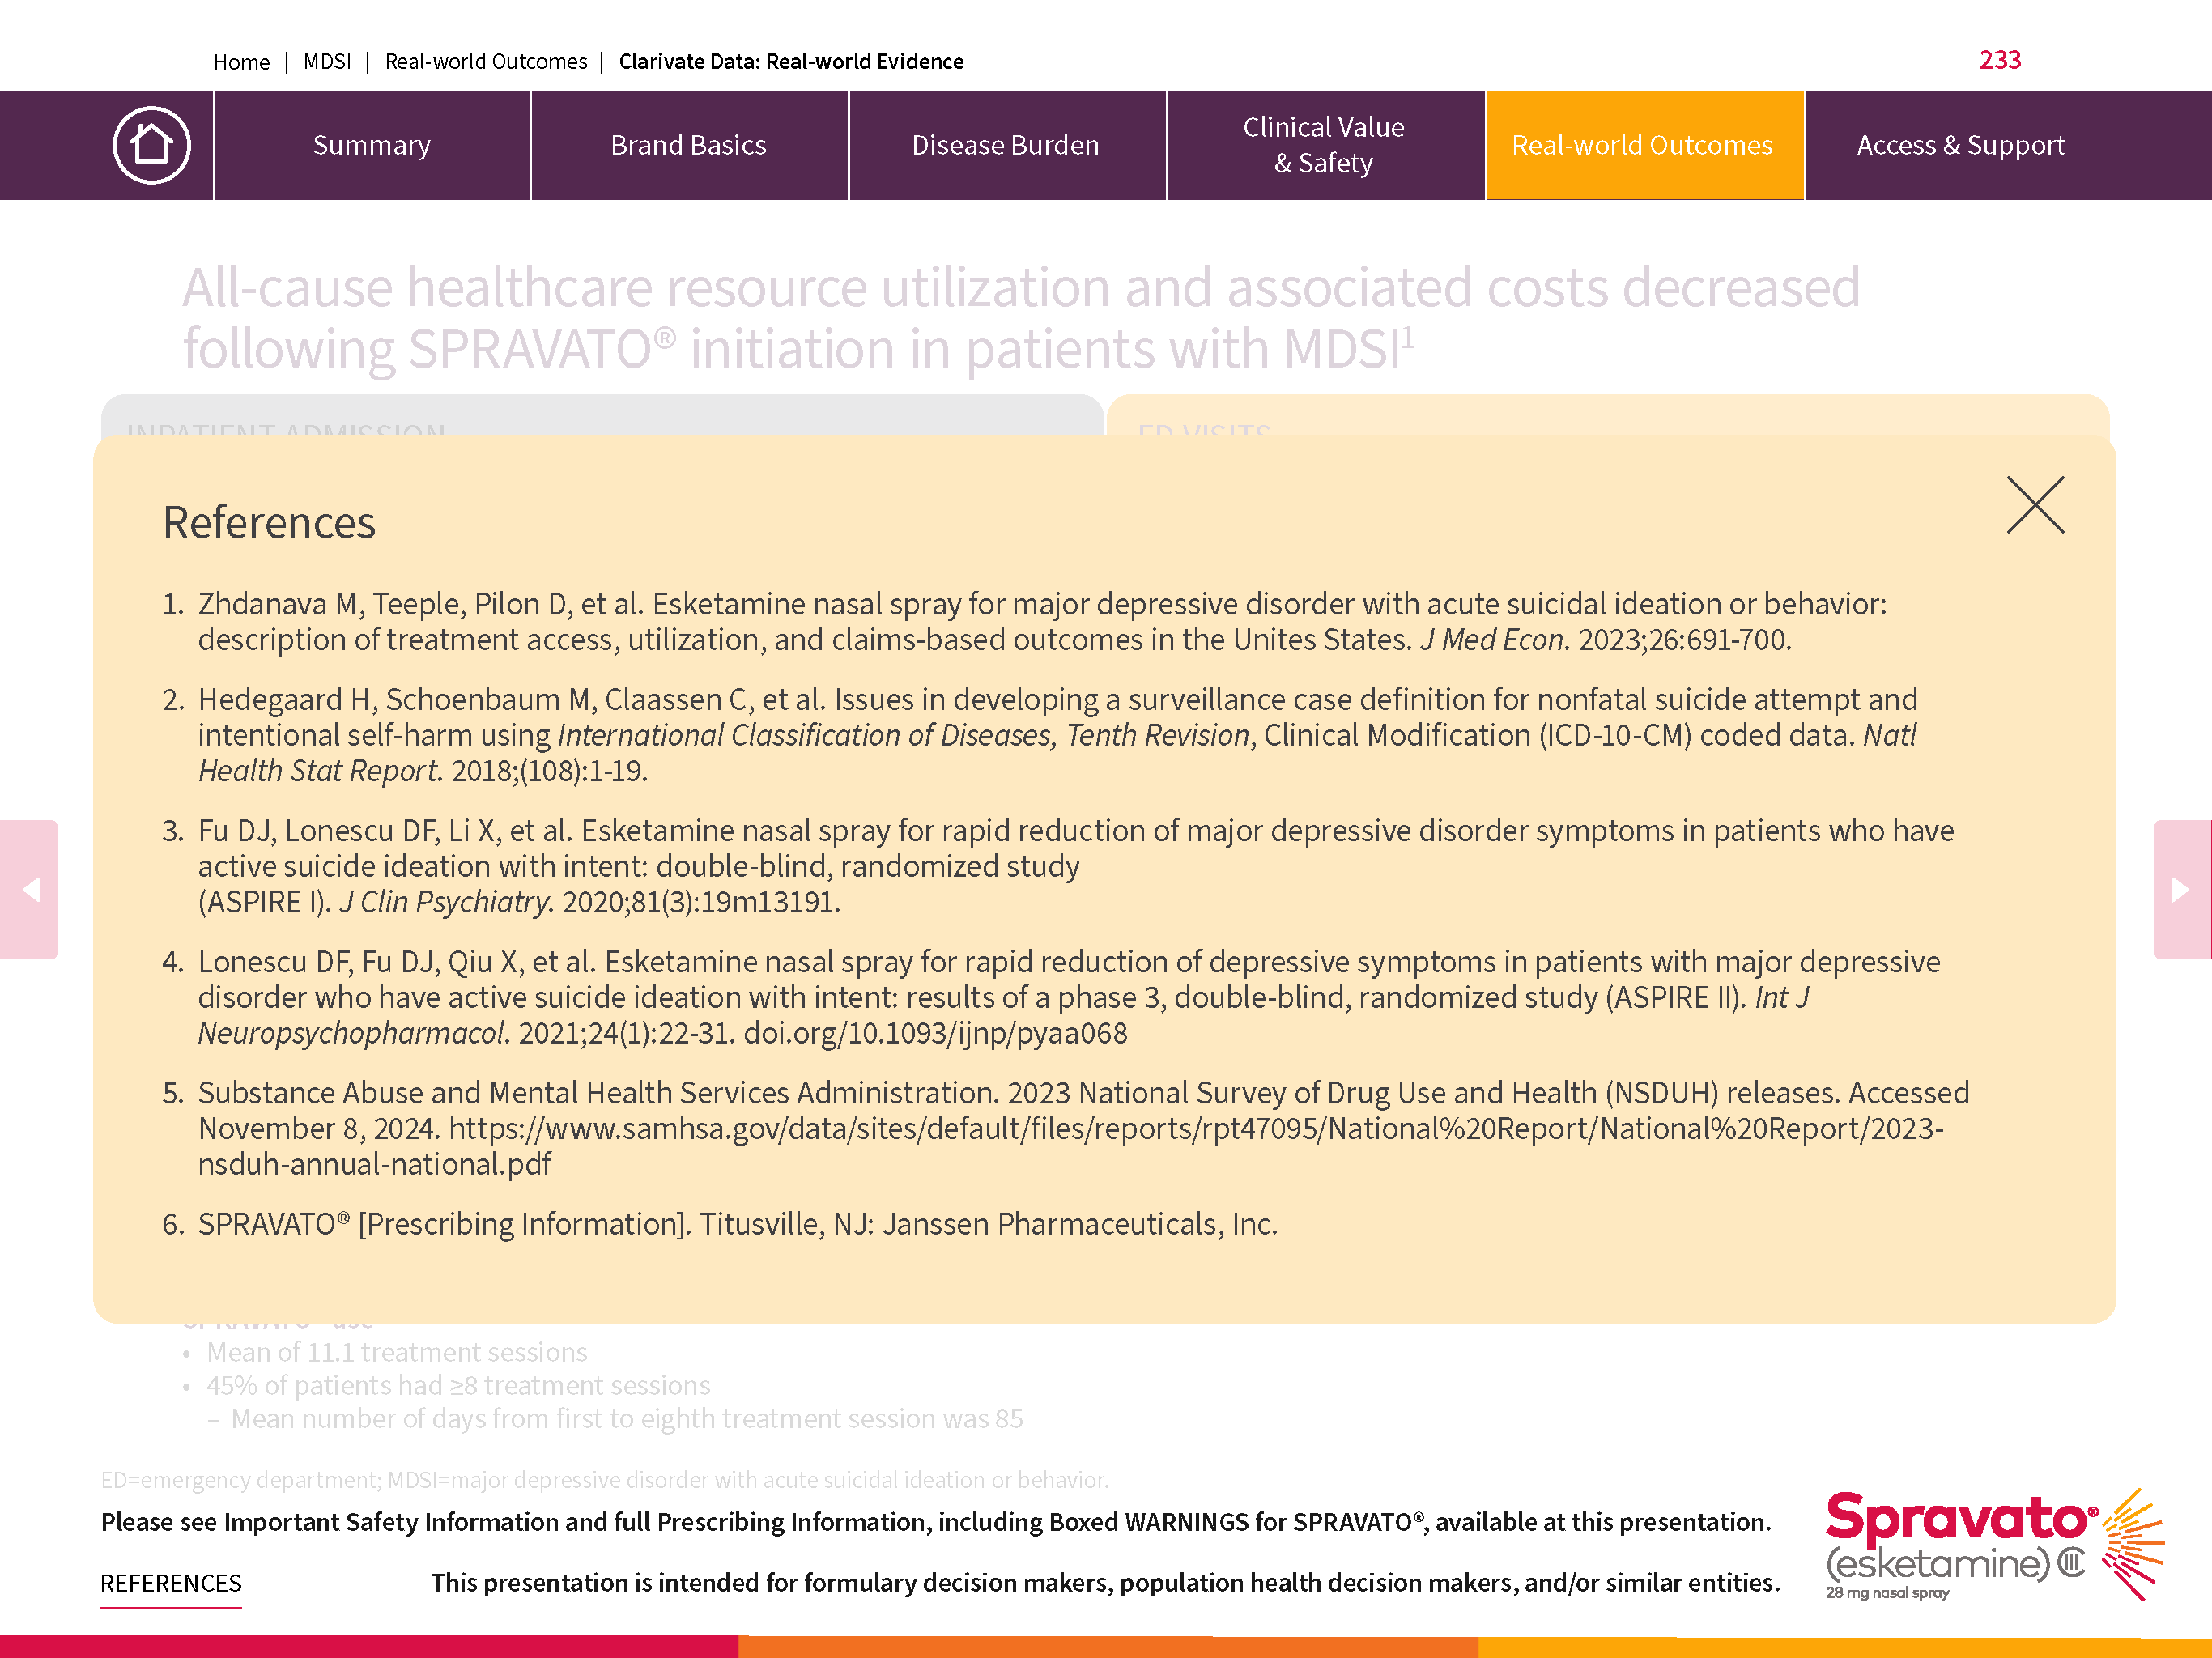 Home | MDSI | Real-world Outcomes | Clarivate Data: Real-world Evidence
233
Summary
Brand Basics
Disease Burden
Clinical Value
& Safety
Real-world Outcomes
Access & Support
All-cause healthcare resource utilization and associated costs decreased
following SPRAVATO® initiation in patients with MDSI¹
INPATIENT ADMISSION
ED VISITS
References
1. Zhdanava M, Teeple, Pilon D, et al. Esketamine nasal spray for major depressive disorder with acute suicidal ideation or behavior:
description of treatment access, utilization, and claims-based outcomes in the Unites States. J Med Econ. 2023;26:691-700.
2. Hedegaard H, Schoenbaum M, Claassen C, et al. Issues in developing a surveillance case definition for nonfatal suicide attempt and
intentional self-harm using International Classification of Diseases, Tenth Revision, Clinical Modification (ICD-10-CM) coded data. Natl
Health Stat Report. 2018;(108):1-19.
3. Fu DJ, Lonescu DF, Li X, et al. Esketamine nasal spray for rapid reduction of major depressive disorder symptoms in patients who have
active suicide ideation with intent: double-blind, randomized study
(ASPIRE I). J Clin Psychiatry. 2020;81(3):19m13191.
4. Lonescu DF, Fu DJ, Qiu X, et al. Esketamine nasal spray for rapid reduction of depressive symptoms in patients with major depressive
disorder who have active suicide ideation with intent: results of a phase 3, double-blind, randomized study (ASPIRE II). Int J
Neuropsychopharmacol. 2021;24(1):22-31. doi.org/10.1093/ijnp/pyaa068
5. Substance Abuse and Mental Health Services Administration. 2023 National Survey of Drug Use and Health (NSDUH) releases. Accessed
November 8, 2024. https://www.samhsa.gov/data/sites/default/files/reports/rpt47095/National%20Report/National%20Report/2023-
nsduh-annual-national.pdf
6. SPRAVATO® [Prescribing Information]. Titusville, NJ: Janssen Pharmaceuticals, Inc.
SPRAVATO® use
• Mean of 11.1 treatment sessions
• 45% of patients had ≥8 treatment sessions
– Mean number of days from first to eighth treatment session was 85
ED=emergency department; MDSI=major depressive disorder with acute suicidal ideation or behavior.
Please see Important Safety Information and full Prescribing Information, including Boxed WARNINGS for SPRAVATO®, available at this presentation.
REFERENCES
This presentation is intended for formulary decision makers, population health decision makers, and/or similar entities.
Spravato®
(esketamine) CIII
28 mg nasal spray